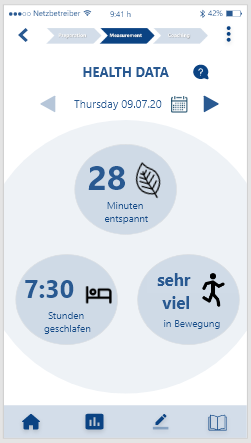 Netzbetreiber
9:41 h
42%
Measurement
HEALTH DATA
?
Thursday 09.07.20
28
Minuten
entspannt
7:30
Stunden
geschlafen
sehr
viel
in Bewegung